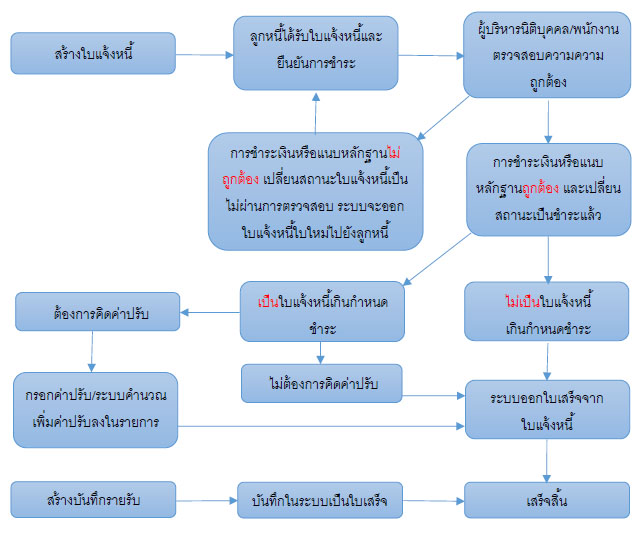 สร้างใบแจ้งหนี้
ลูกหนี้ได้รับใบแจ้งหนี้และ
ยืนยันการชำระ
ผู้บริหารนิติบุคคล/พนักงาน
ตรวจสอบความความ
ถูกต้อง
การชำระเงินหรือแนบหลักฐานไม่
ถูกต้อง เปลี่ยนสถานะใบแจ้งหนี้เป็น
ไม่ผ่านการตรวจสอบ ระบบจะออก
ใบแจ้งหนี้ใบใหม่ไปยังลูกหนี้
การชำระเงินหรือแนบ
หลักฐานถูกต้อง และเปลี่ยน
สถานะเป็นชำระแล้ว
ต้องการคิดค่าปรับ
เป็นใบแจ้งหนี้เกินกำหนด
ชำระ
ไม่เป็นใบแจ้งหนี้
เกินกำหนดชำระ
ไม่ต้องการคิดค่าปรับ
กรอกค่าปรับ/ระบบคำนวณ
เพิ่มค่าปรับลงในรายการ
ระบบออกใบเสร็จจาก
ใบแจ้งหนี้
สร้างบันทึกรายรับ
บันทึกในระบบเป็นใบเสร็จ
เสร็จสิ้น